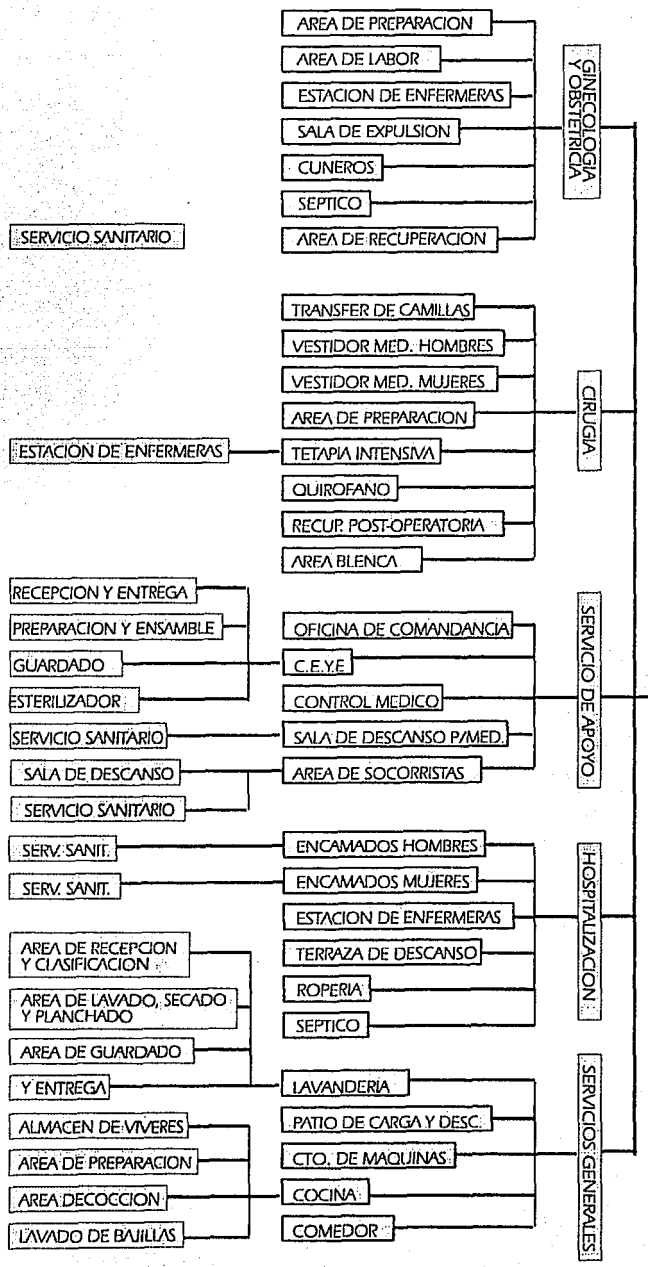 AREA DE PREPARACION
AREA DE LABOR
ESTACION DE ENFERMERAS
SALA DE EXPULSION
CUNEROS
SEPTICO
AREA DE RECUPERACION
SERVICIO SANITARIO
GINECOLOGIA
Y OBSTETRICIA
TRANSFER DE CAMILLAS
VESTIDOR MED. HOMBRES
VESTIDOR MED. MUJERES
AREA DE PREPARACION
TETAPIA INTENSIVA
QUIROFANO
RECUP. POST-OPERATORIA
AREA BLENCA
ESTACION DE ENFERMERAS
CIRUGIA
RECEPCION Y ENTREGA
PREPARACION Y ENSAMBLE
GUARDADO
ESTERILIZADOR
SERVICIO SANITARIO
SALA DE DESCANSO
SERVICIO SANITARIO
OFICINA DE COMANDANCIA
C.E.Y.E
CONTROL MEDICO
SALA DE DESCANSO P/MED.
AREA DE SOCORRISTAS
SERVICIO DE APOYO
SERV. SANIT.
SERV. SANIT.
ENCAMADOS HOMBRES
ENCAMADOS MUJERES
ESTACION DE ENFERMERAS
TERRAZA DE DESCANSO
ROPERIA
SEPTICO
HOSPITALIZACION
AREA DE RECEPCION
Y CLASIFICACION
AREA DE LAVADO, SECADO
Y PLANCHADO
AREA DE GUARDADO
Y ENTREGA
ALMACEN DE VIVERES
AREA DE PREPARACION
AREA DECOCCION
LAVADO DE BAJILLAS
LAVANDERIA
PATIO DE CARGA Y DESC.
CTO. DE MAQUINAS
COCINA
COMEDOR
SERVICIOS GENERALES